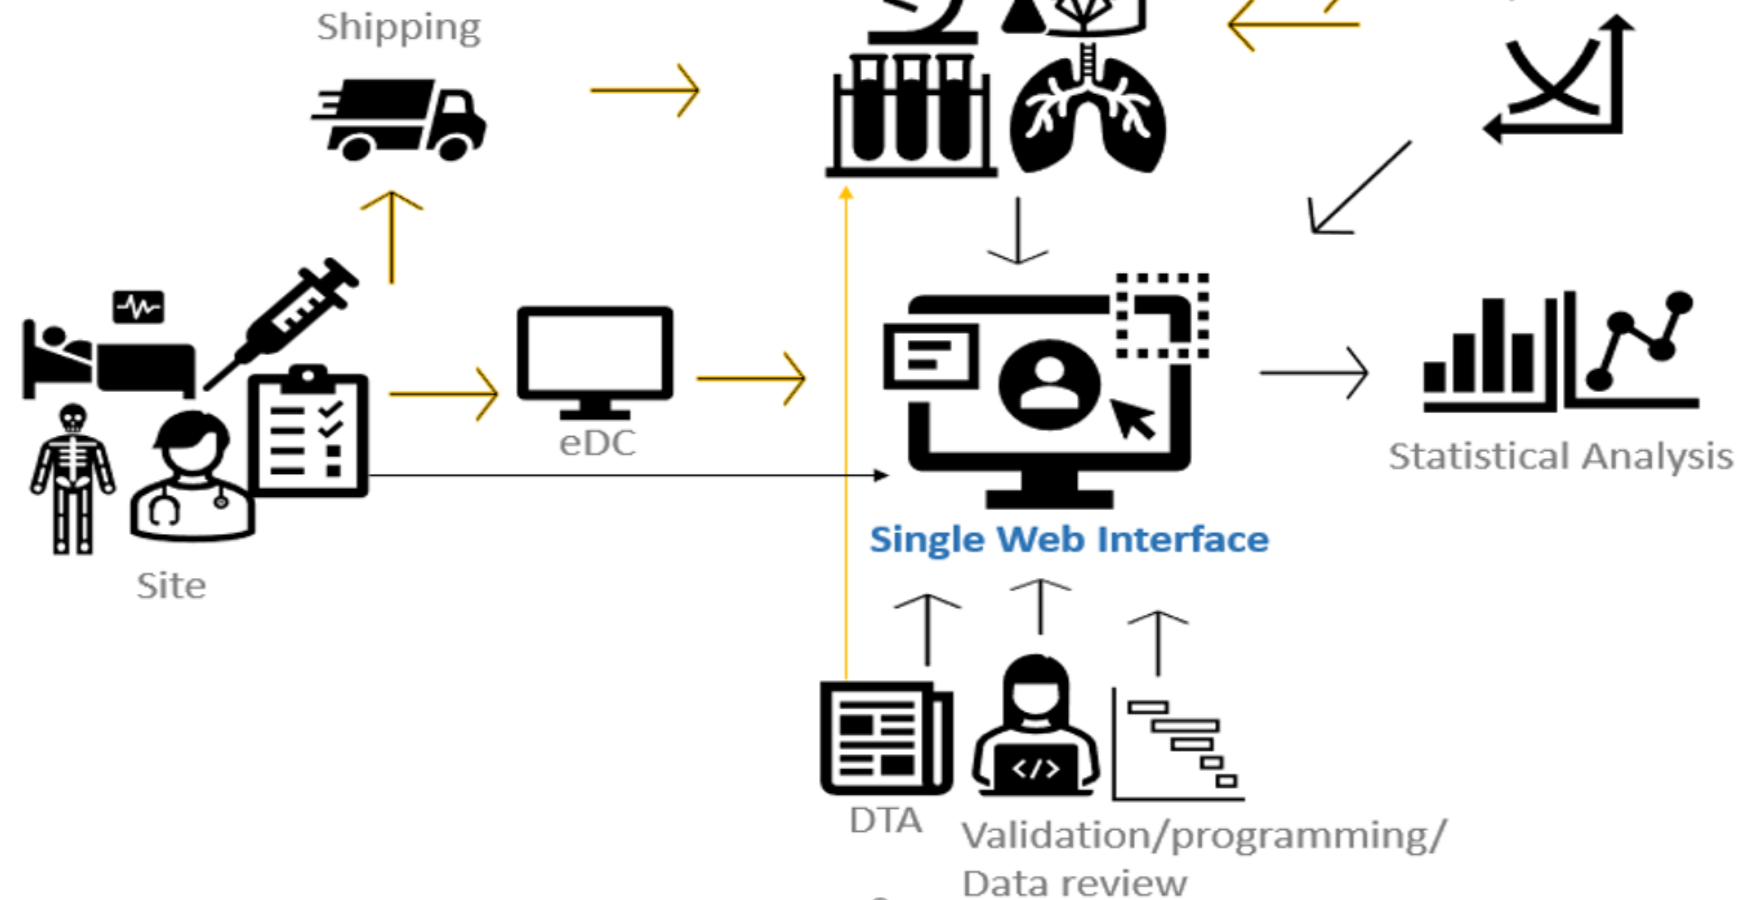 Shipping
eDC
Site
Single Web Interface
Statistical Analysis
</>
DTA
Validation/programming/
Data review